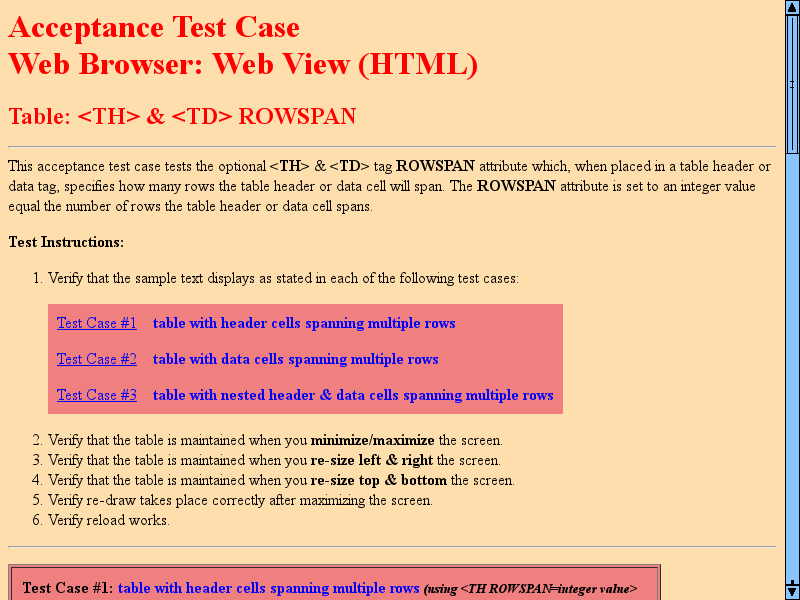 Acceptance Test Case
Web Browser: Web View (HTML)
Table: <TH> & <TD> ROWSPAN
This acceptance test case tests the optional <TH> & <TD> tag ROWSPAN attribute which, when placed in a table header or
data tag, specifies how many rows the table header or data cell will span. The ROWSPAN attribute is set to an integer value
equal the number of rows the table header or data cell spans.
Test Instructions:
1. Verify that the sample text displays as stated in each of the following test cases:
Test Case #1 table with header cells spanning multiple rows
Test Case #2 table with data cells spanning multiple rows
Test Case #3 table with nested header & data cells spanning multiple rows
2. Verify that the table is maintained when you minimize/maximize the screen.
3. Verify that the table is maintained when you re-size left & right the screen.
4. Verify that the table is maintained when you re-size top & bottom the screen.
5. Verify re-draw takes place correctly after maximizing the screen.
6. Verify reload works.
Test Case #1: table with header cells spanning multiple rows (using <TH ROWSPAN=integer value>